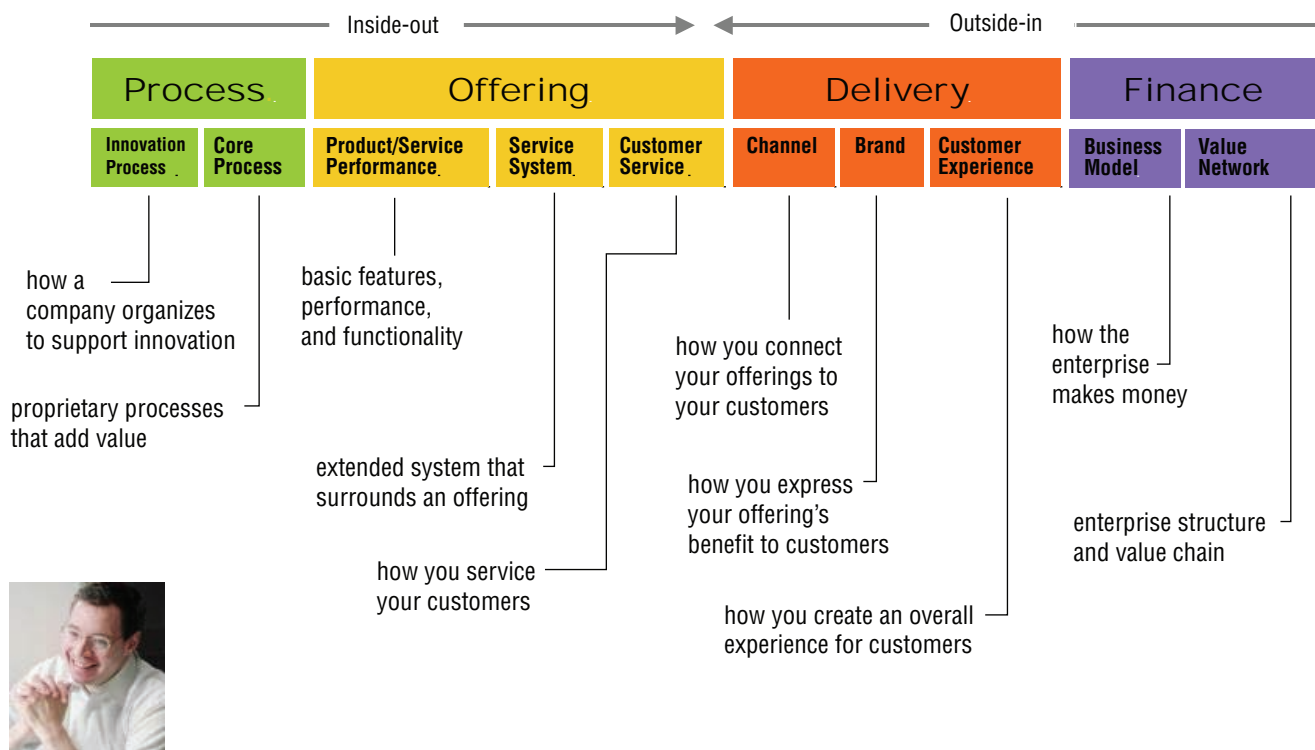 Inside-out
Outside-in
Process
Offering
Delivery
Finance
Innovation
Process
Core
Process
Product/Service
Performance
Service
System
Customer
Service
Channel
Brand
Customer
Experience
Business
Model
Value
Network
how a
company organizes
to support innovation
proprietary processes
that add value
basic features,
performance,
and functionality
extended system that
surrounds an offering
how you service
your customers
how you connect
your offerings to
your customers
how you express
your offering’s
benefit to customers
how you create an overall
experience for customers
how the
enterprise
makes money
enterprise structure
and value chain